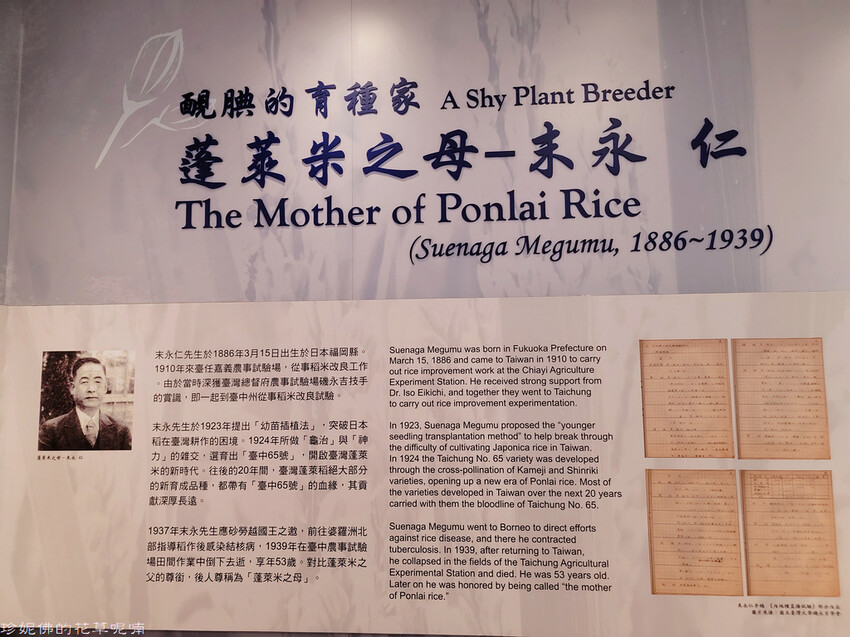 靦腆的育種家 A Shy Plant Breeder
蓬萊米之母-末永 仁
The Mother of Ponlai Rice
(Suenaga Megumu, 1886~1939)
末永仁先生於1886年3月15日出生於日本福岡縣。
1910年來臺任嘉義農事試驗場，從事稻米改良工作
。由於當時深獲臺灣總督府農事試驗場磯永吉技手
的賞識，即一起到臺中州從事稻米改良試驗。
末永先生於1923年提出「幼苗插植法」，突破日本
稻在臺灣耕作的困境。1924年所做「龜治」與「神
力」的雜交，選育出「臺中65號」，開啟臺灣蓬萊
米的新時代。往後的20年間，臺灣蓬萊稻絕大部分
的新育成品種，都帶有「臺中65號」的血緣，其貢
獻深厚長遠。
1937年末永先生應砂勞越國王之邀，前往婆羅洲北
部指導稻作後感染結核病，1939年在臺中農事試驗
場田間作業中倒下去逝，享年53歲。對比蓬萊米之
父的尊銜，後人尊稱為「蓬萊米之母」。
蓬萊米之母-末永 仁
Suenaga Megumu was born in Fukuoka Prefecture on
March 15, 1886 and came to Taiwan in 1910 to carry
out rice improvement work at the Chiayi Agriculture
Experiment Station. He received strong support from
Dr. Iso Eikichi, and together they went to Taichung
to carry out rice improvement experimentation.
In 1923, Suenaga Megumu proposed the "younger
seedling transplantation method" to help break through
the difficulty of cultivating Japonica rice in Taiwan.
In 1924 the Taichung No. 65 variety was developed
through the cross-pollination of Kameji and Shinriki
varieties, opening up a new era of Ponlai rice. Most of
the varieties developed in Taiwan over the next 20 years
carried with them the bloodline of Taichung No. 65.
Suenaga Megumu went to Borneo to direct efforts
against rice disease, and there he contracted
tuberculosis. In 1939, after returning to Taiwan,
he collapsed in the fields of the Taichung Agricultural
Experimental Station and died. He was 53 years old.
Later on he was honored by being called "the mother
of Ponlai rice."
珍妮佛的花草呢喃